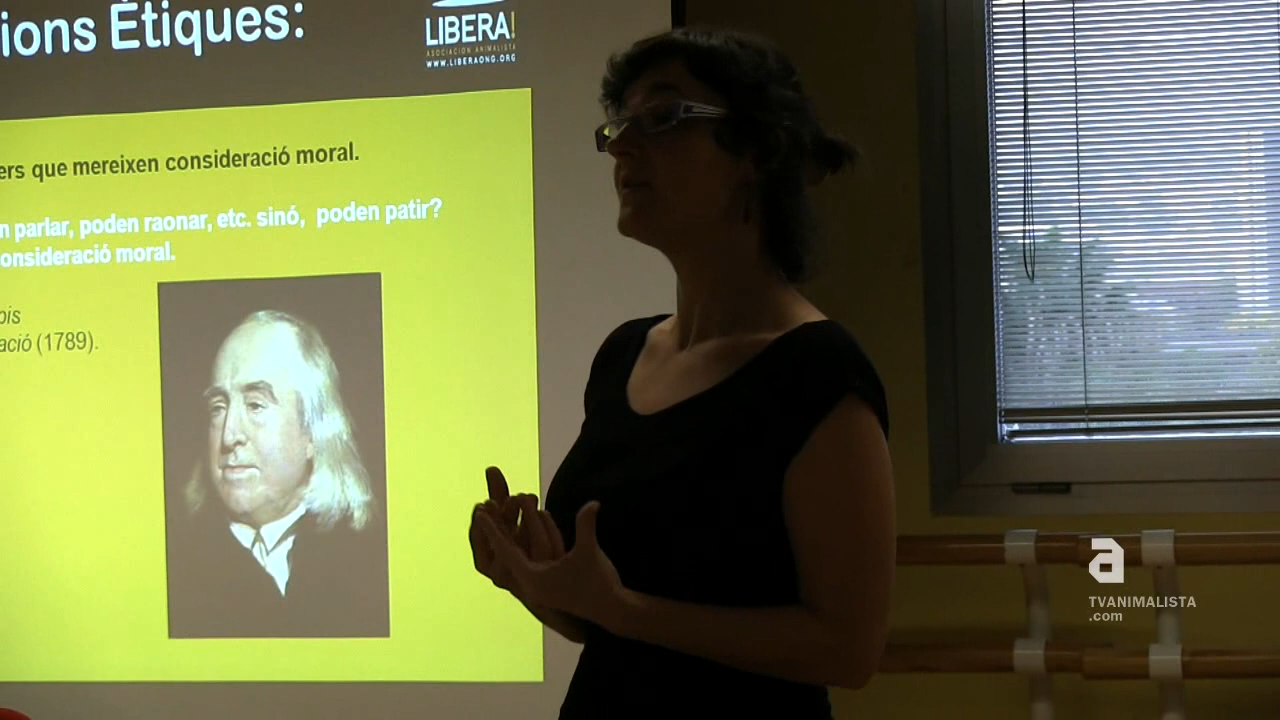 ions Ètiques:
LIBERA!
ASOCIACIÓN ANIMALISTA
WWW.LIBERAONG.ORG
ers que mereixen consideració moral.
n parlar, poden raonar, etc. sinó, poden patir?
onsideració moral.
ois
ació (1789).
a
TVANIMALISTA
.com